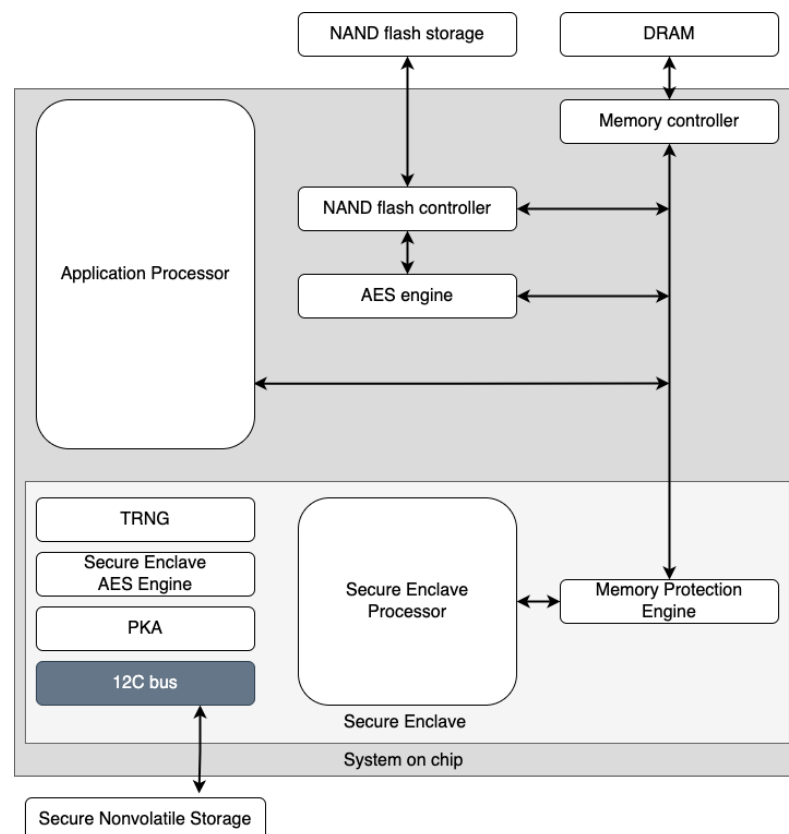 NAND flash storage
DRAM
Memory controller
NAND flash controller
Application Processor
AES engine
TRNG
Secure Enclave
AES Engine
PKA
12C bus
Secure Enclave
Processor
Memory Protection
Engine
Secure Enclave
System on chip
Secure Nonvolatile Storage